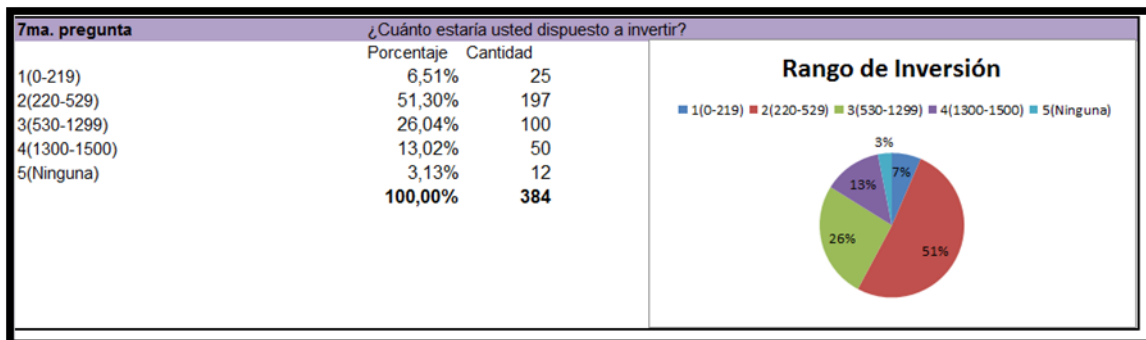 7ma. pregunta ¿Cuánto estaría usted dispuesto a invertir?
Porcentaje Cantidad
1(0-219) 6,51% 25
2(220-529) 51,30% 197
3(530-1299) 26,04% 100
4(1300-1500) 13,02% 50
5(Ninguna) 3,13% 12
100,00% 384
Rango de Inversión
1(0-219) 2(220-529) 3(530-1299) 4(1300-1500) 5(Ninguna)
3%
7%
13%
26%
51%